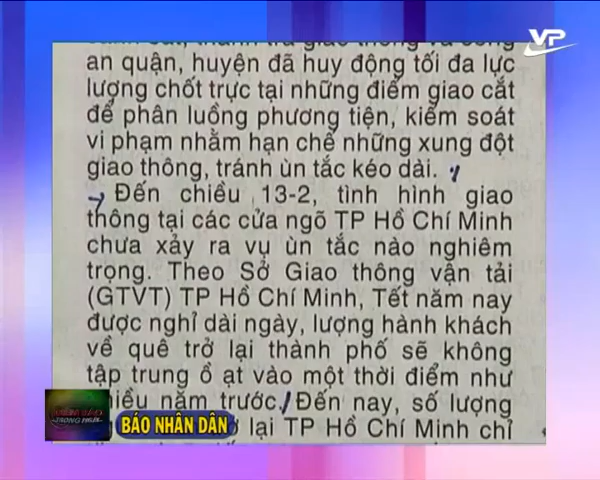 VP
an quận, huyện đã huy động tối đa lực
lượng chốt trực tại những điểm giao cắt
để phân luồng phương tiện, kiểm soát
vi phạm nhằm hạn chế những xung đột
giao thông, tránh ùn tắc kéo dài.
Đến chiều 13-2, tình hình giao
thông tại các cửa ngõ TP Hồ Chí Minh
chưa xảy ra vụ ùn tắc nào nghiêm
trọng. Theo Sở Giao thông vận tải
(GTVT) TP Hồ Chí Minh, Tết năm nay
được nghỉ dài ngày, lượng hành khách
về quê trở lại thành phố sẽ không
tập trung ồ ạt vào một thời điểm như
năm trước. Đến nay, số lượng
lại TP Hồ Chí Minh chỉ
BÁO NHÂN DÂN